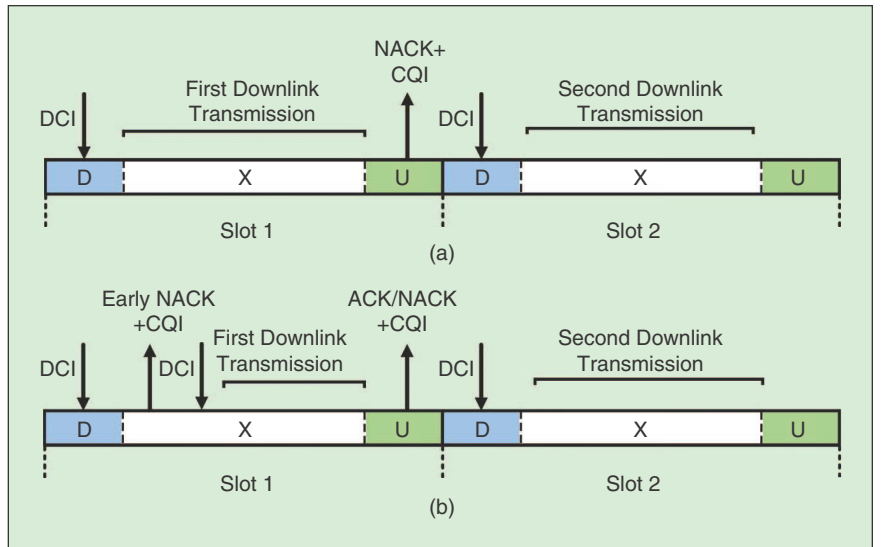 NACK+
CQI
First Downlink
Transmission
Second Downlink
Transmission
DCI
DCI
D
X
U
D
X
U
Slot 1
Slot 2
(a)
Early NACK
+CQI
ACK/NACK
+CQI
First Downlink
Transmission
Second Downlink
Transmission
DCI
DCI
DCI
D
X
U
D
X
U
Slot 1
Slot 2
(b)